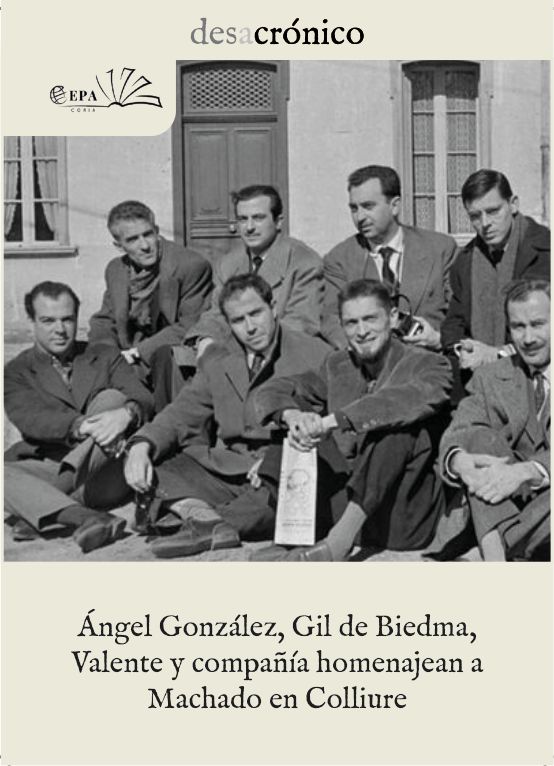 desacrónico
EPA
CORIA
Ángel González, Gil de Biedma,
Valente y compañía homenajean a
Machado en Colliure